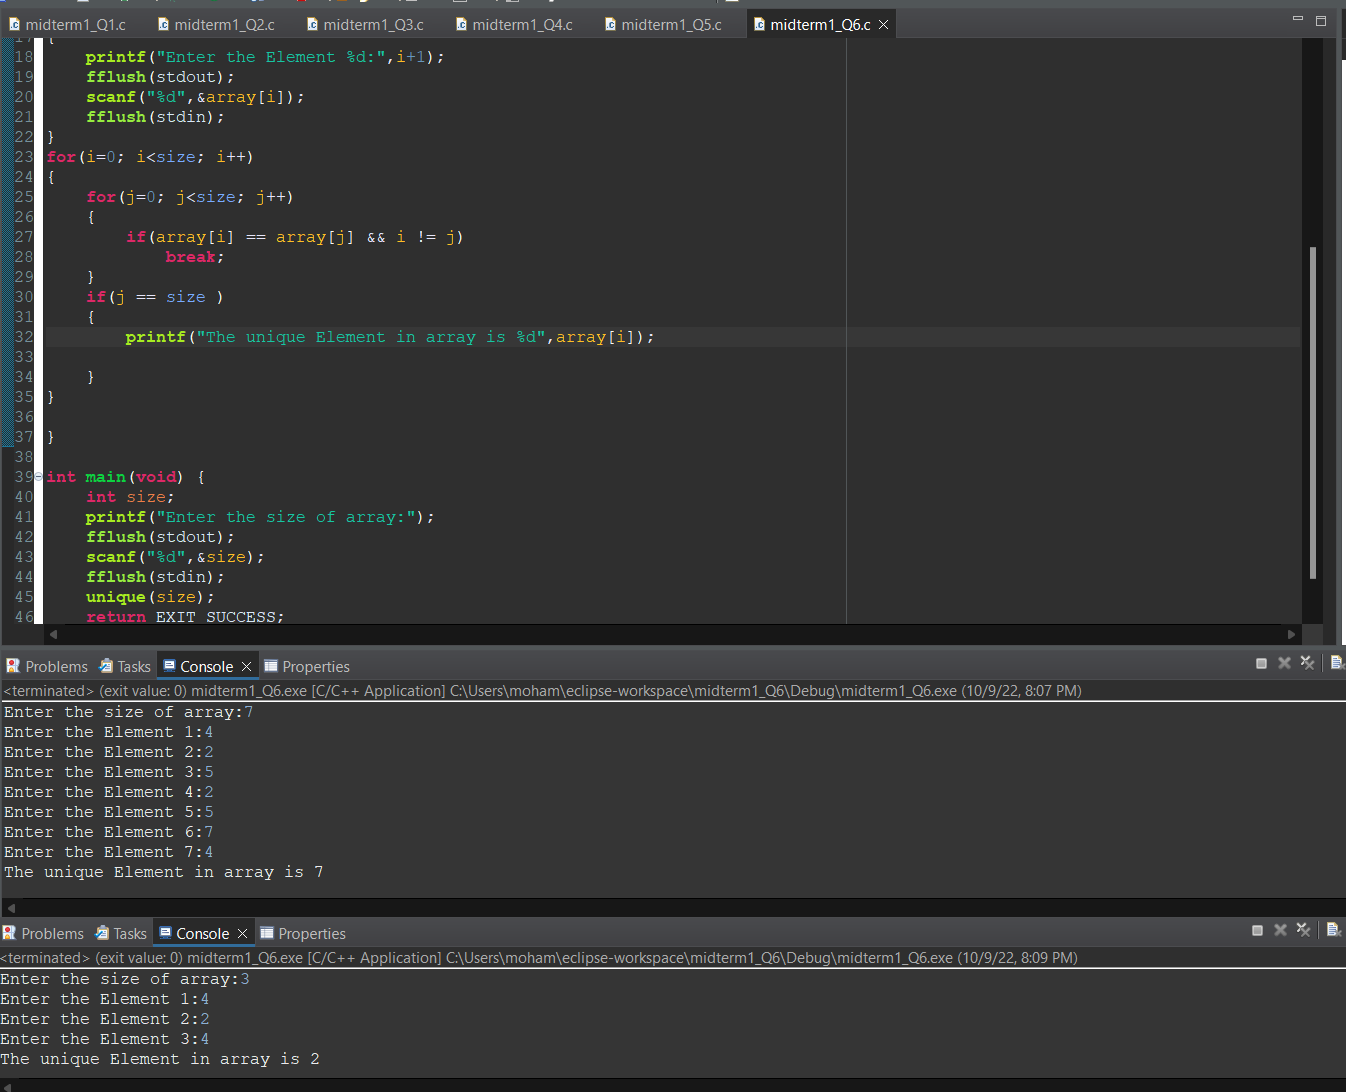 midterm1_Q1.c midterm1_Q2.c midterm1_Q3.c midterm1_Q4.c midterm1_Q5.c midterm1_Q6.c
17 {
18     printf("Enter the Element %d:",i+1);
19     fflush(stdout);
20     scanf("%d",&array[i]);
21     fflush(stdin);
22 }
23 for(i=0; i<size; i++)
24 {
25     for(j=0; j<size; j++)
26     {
27         if(array[i] == array[j] && i != j)
28             break;
29     }
30     if(j == size )
31     {
32         printf("The unique Element in array is %d",array[i]);
33
34     }
35 }
36
37 }
38
39 int main(void) {
40     int size;
41     printf("Enter the size of array:");
42     fflush(stdout);
43     scanf("%d",&size);
44     fflush(stdin);
45     unique(size);
46     return EXIT_SUCCESS;
Problems Tasks Console Properties
<terminated> (exit value: 0) midterm1_Q6.exe [C/C++ Application] C:\Users\moham\eclipse-workspace\midterm1_Q6\Debug\midterm1_Q6.exe (10/9/22, 8:07 PM)
Enter the size of array:7
Enter the Element 1:4
Enter the Element 2:2
Enter the Element 3:5
Enter the Element 4:2
Enter the Element 5:5
Enter the Element 6:7
Enter the Element 7:4
The unique Element in array is 7
Problems Tasks Console Properties
<terminated> (exit value: 0) midterm1_Q6.exe [C/C++ Application] C:\Users\moham\eclipse-workspace\midterm1_Q6\Debug\midterm1_Q6.exe (10/9/22, 8:09 PM)
Enter the size of array:3
Enter the Element 1:4
Enter the Element 2:2
Enter the Element 3:4
The unique Element in array is 2